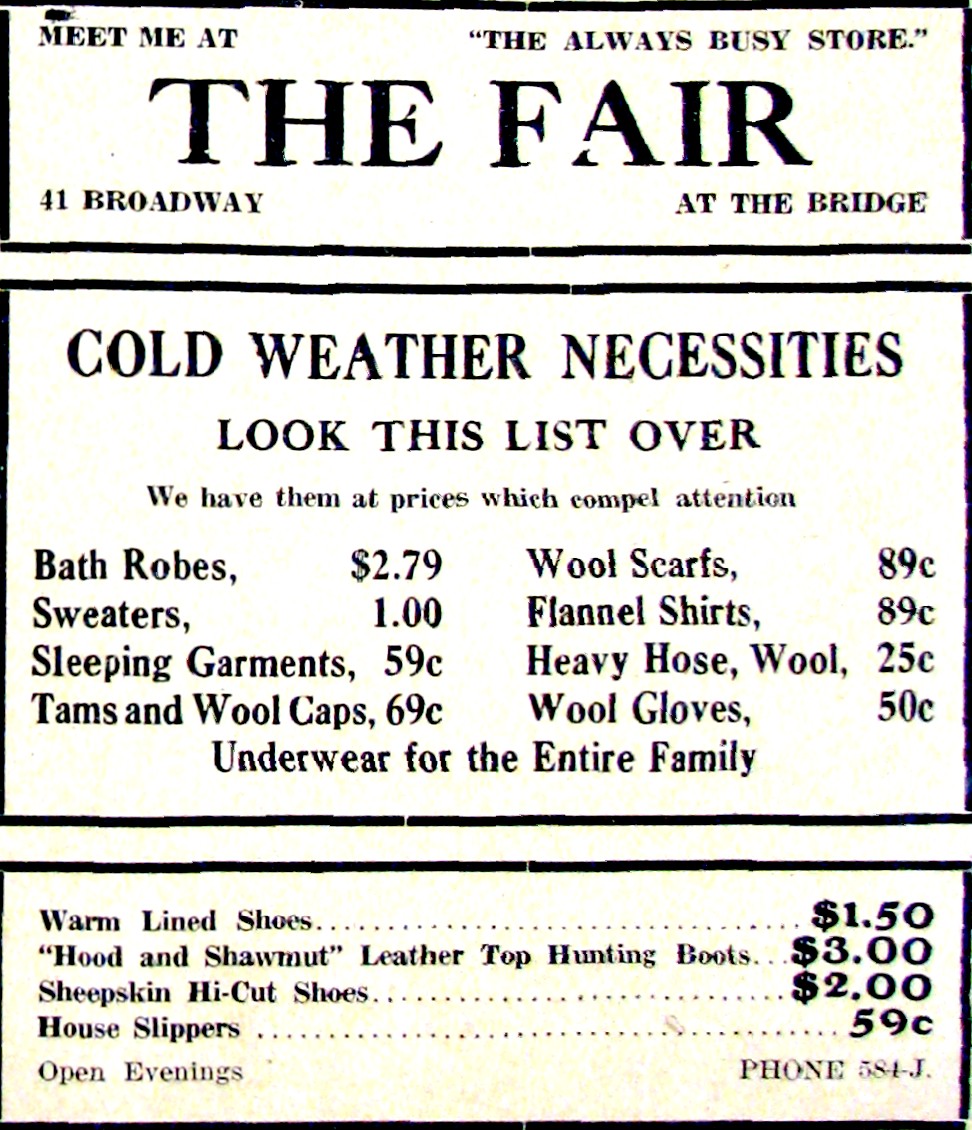 MEET ME AT "THE ALWAYS BUSY STORE."
THE FAIR
41 BROADWAY AT THE BRIDGE
COLD WEATHER NECESSITIES
LOOK THIS LIST OVER
We have them at prices which compel attention
Bath Robes, $2.79 Wool Scarfs, 89c
Sweaters, 1.00 Flannel Shirts, 89c
Sleeping Garments, 59c Heavy Hose, Wool, 25c
Tams and Wool Caps, 69c Wool Gloves, 50c
Underwear for the Entire Family
Warm Lined Shoes.................................. $1.50
"Hood and Shawmut" Leather Top Hunting Boots... $3.00
Sheepskin Hi-Cut Shoes............................. $2.00
House Slippers ........................................ 59c
Open Evenings PHONE 584-J.